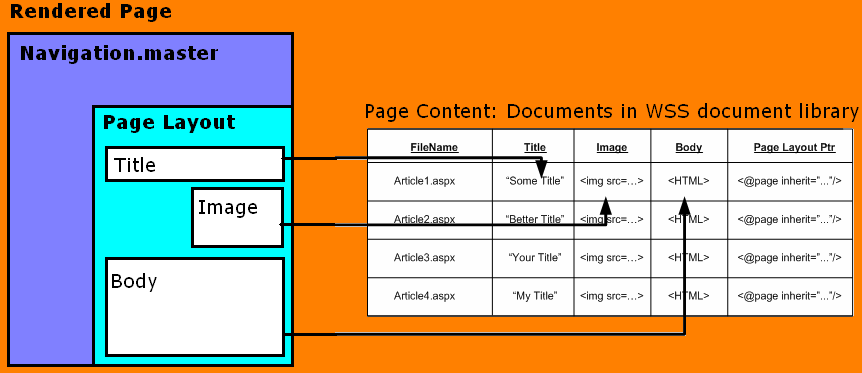 Rendered Page
Navigation.master
Page Layout
Title
Image
Body
Page Content: Documents in WSS document library
FileName Title Image Body Page Layout Ptr
Article1.aspx “Some Title” <img src=...> <HTML> <@page inherit=”...”/>
Article2.aspx “Better Title” <img src=...> <HTML> <@page inherit=”...”/>
Article3.aspx “Your Title” <img src=...> <HTML> <@page inherit=”...”/>
Article4.aspx “My Title” <img src=...> <HTML> <@page inherit=”...”/>